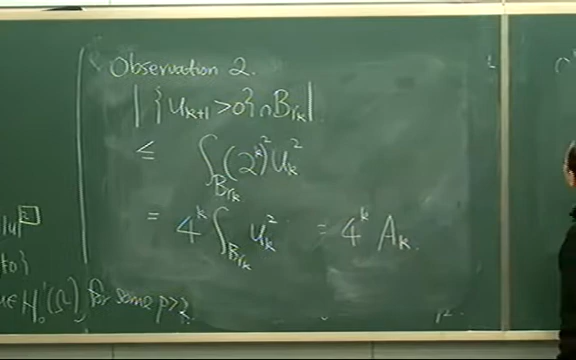 Observation 2.
|{u_{k+1}>0}∩B_{r_k}|
≤ ∫_{B_{r_k}} (2^k)^2 u_k^2
= 4^k ∫_{B_{r_k}} u_k^2 = 4^k A_k.
∈ H_0^1(Ω) for some p>2.